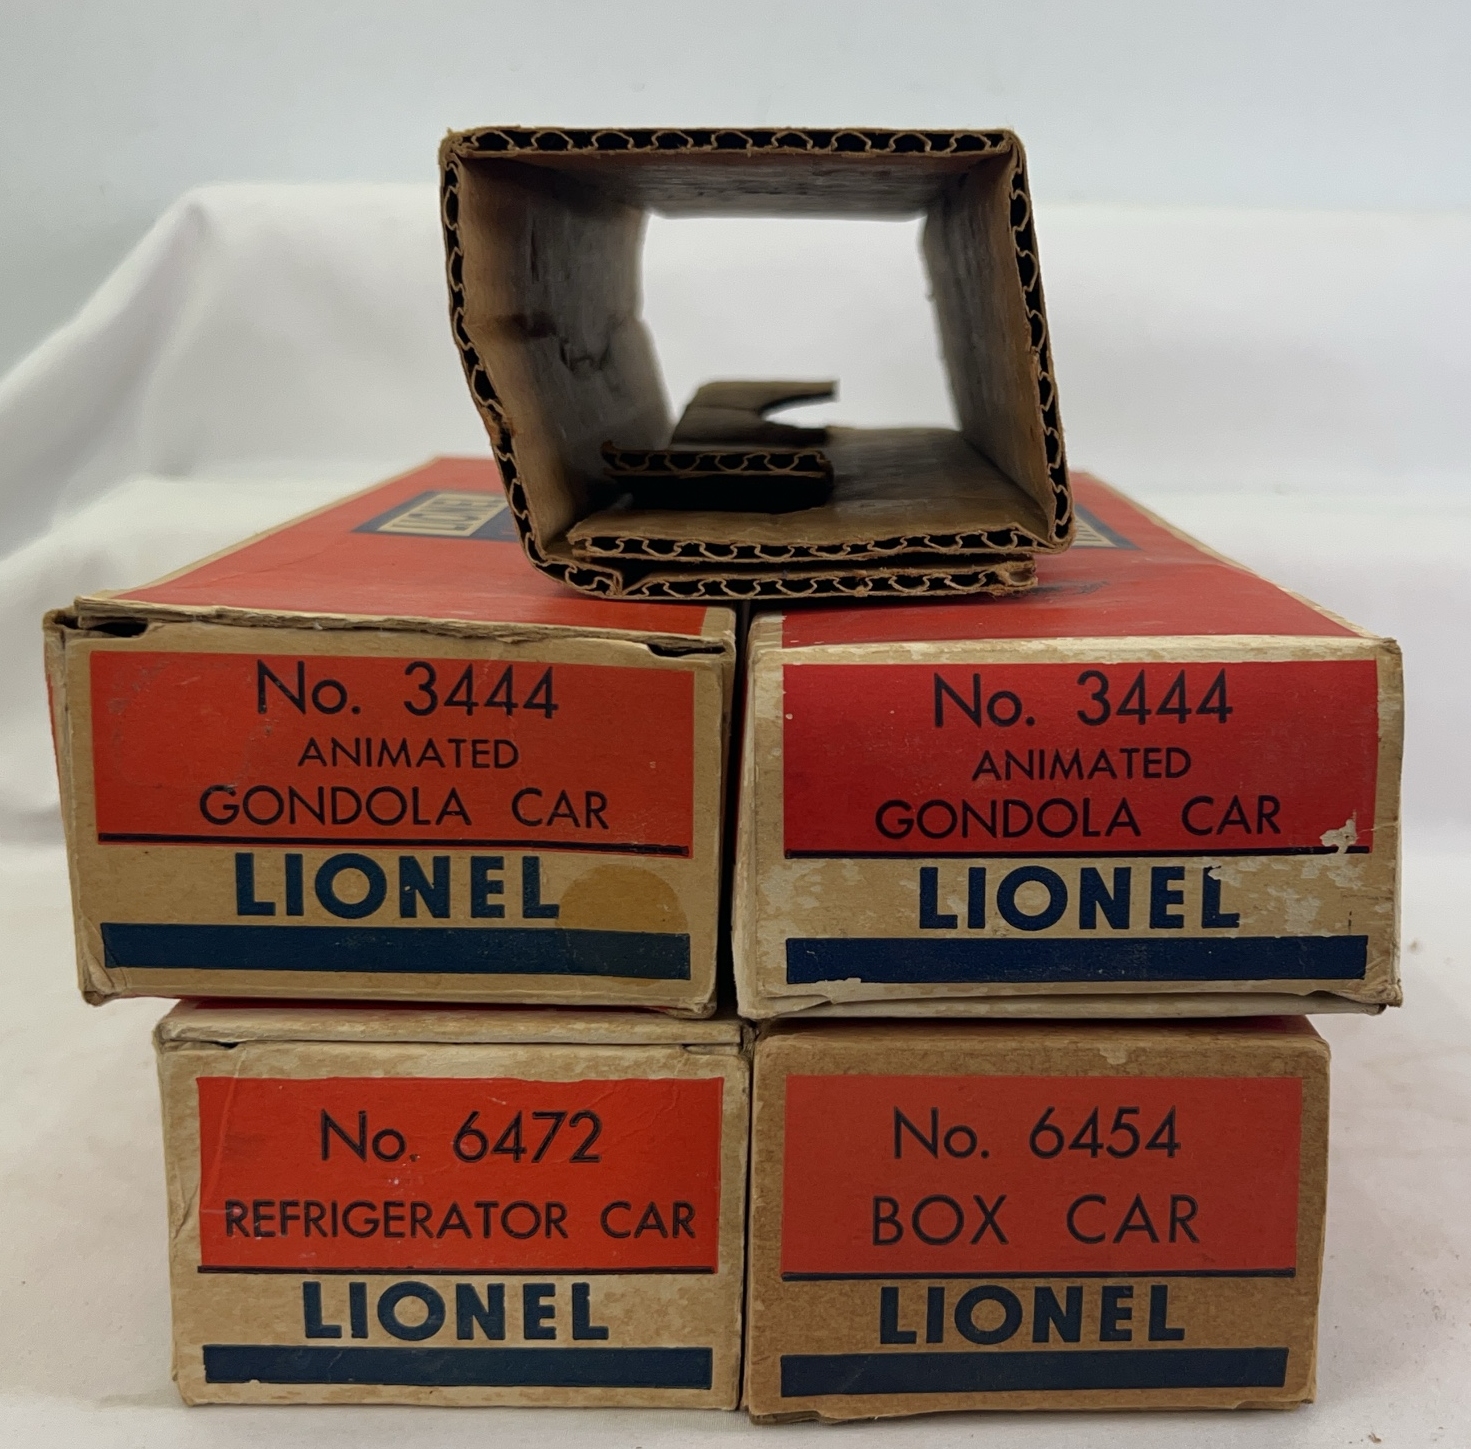 LIONEL
No. 3444
ANIMATED
GONDOLA CAR
LIONEL
No. 3444
ANIMATED
GONDOLA CAR
LIONEL
No. 6472
REFRIGERATOR CAR
LIONEL
No. 6454
BOX CAR
LIONEL